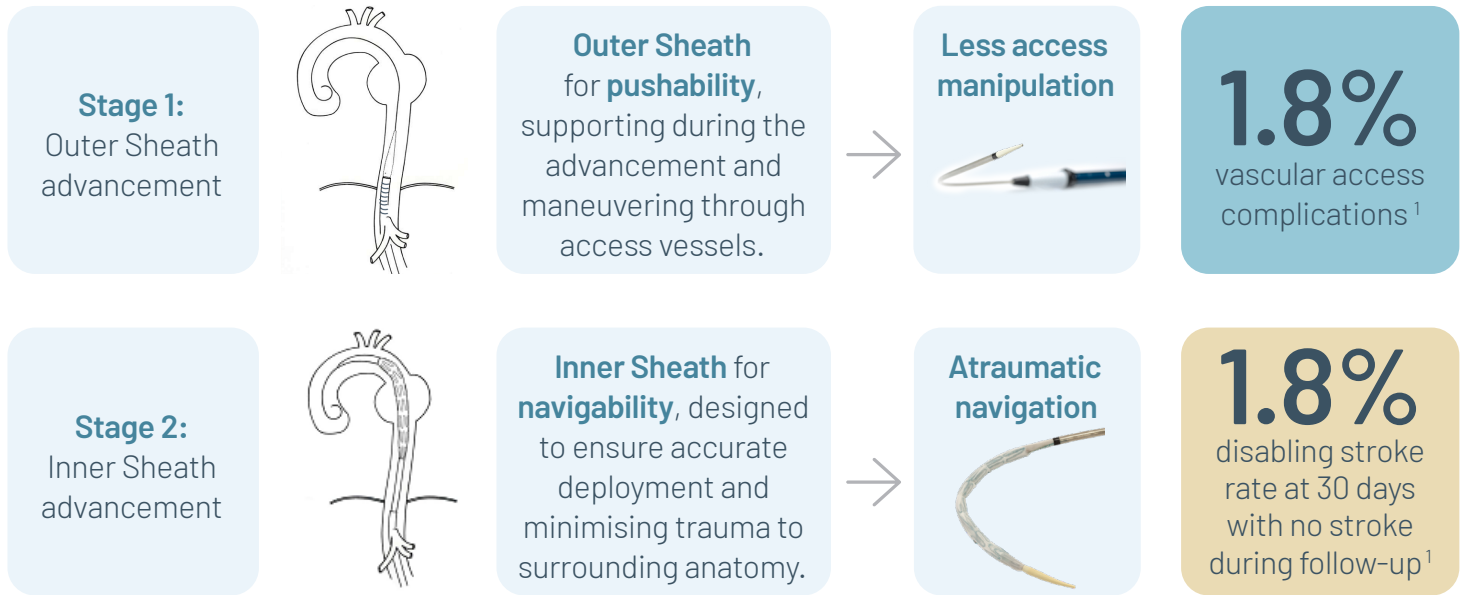 Stage 1:
Outer Sheath
advancement
Outer Sheath
for pushability,
supporting during the
advancement and
maneuvering through
access vessels.
Less access
manipulation
1.8%
vascular access
complications 1
Stage 2:
Inner Sheath
advancement
Inner Sheath for
navigability, designed
to ensure accurate
deployment and
minimising trauma to
surrounding anatomy.
Atraumatic
navigation
1.8%
disabling stroke
rate at 30 days
with no stroke
during follow-up 1